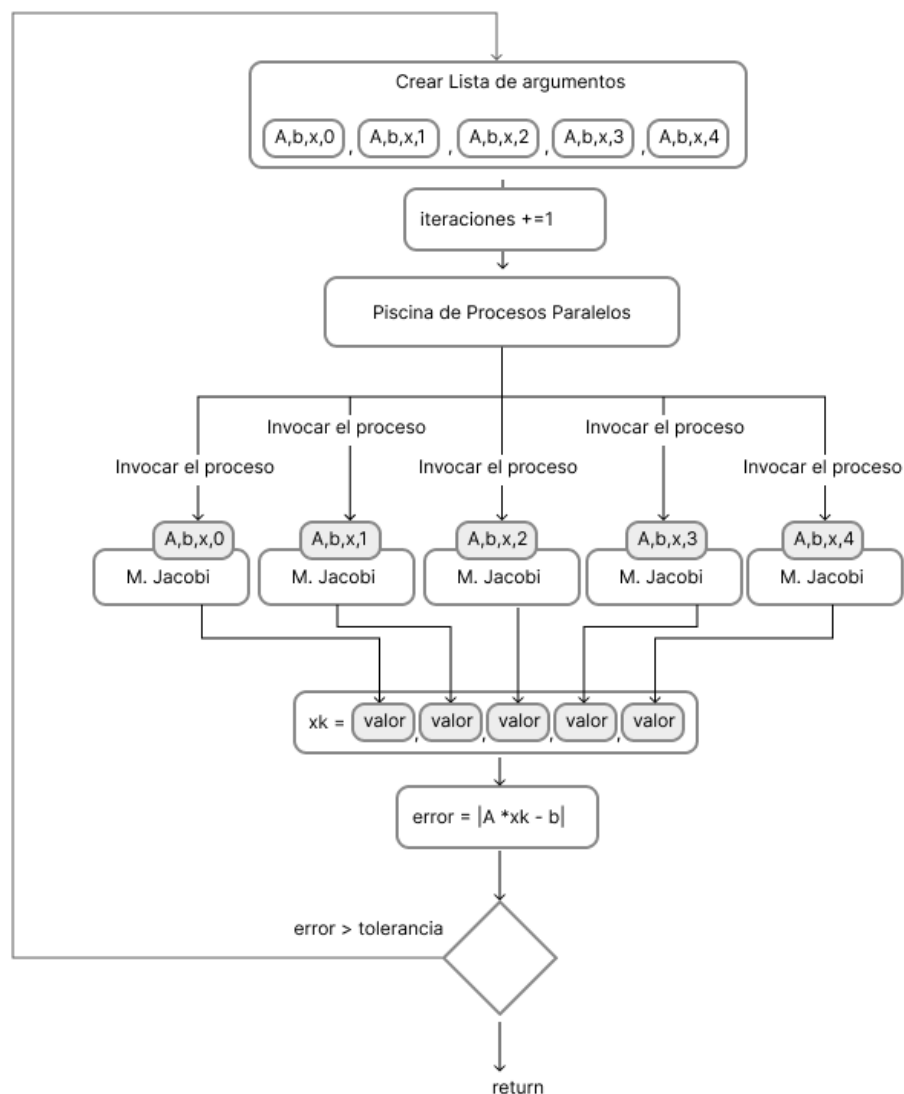 Crear Lista de argumentos
A,b,x,0 , A,b,x,1 , A,b,x,2 , A,b,x,3 , A,b,x,4
iteraciones +=1
Piscina de Procesos Paralelos
Invocar el proceso
Invocar el proceso
Invocar el proceso
Invocar el proceso
Invocar el proceso
A,b,x,0
A,b,x,1
A,b,x,2
A,b,x,3
A,b,x,4
M. Jacobi
M. Jacobi
M. Jacobi
M. Jacobi
M. Jacobi
xk = valor , valor , valor , valor , valor
error = |A *xk - b|
error > tolerancia
return